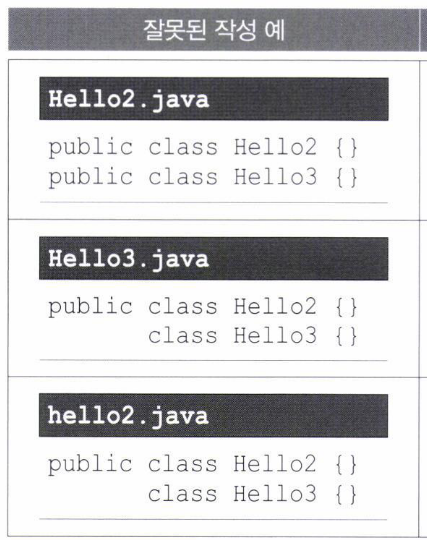 잘못된 작성 예
Hello2.java
public class Hello2 {}
public class Hello3 {}
Hello3.java
public class Hello2 {}
class Hello3 {}
hello2.java
public class Hello2 {}
class Hello3 {}